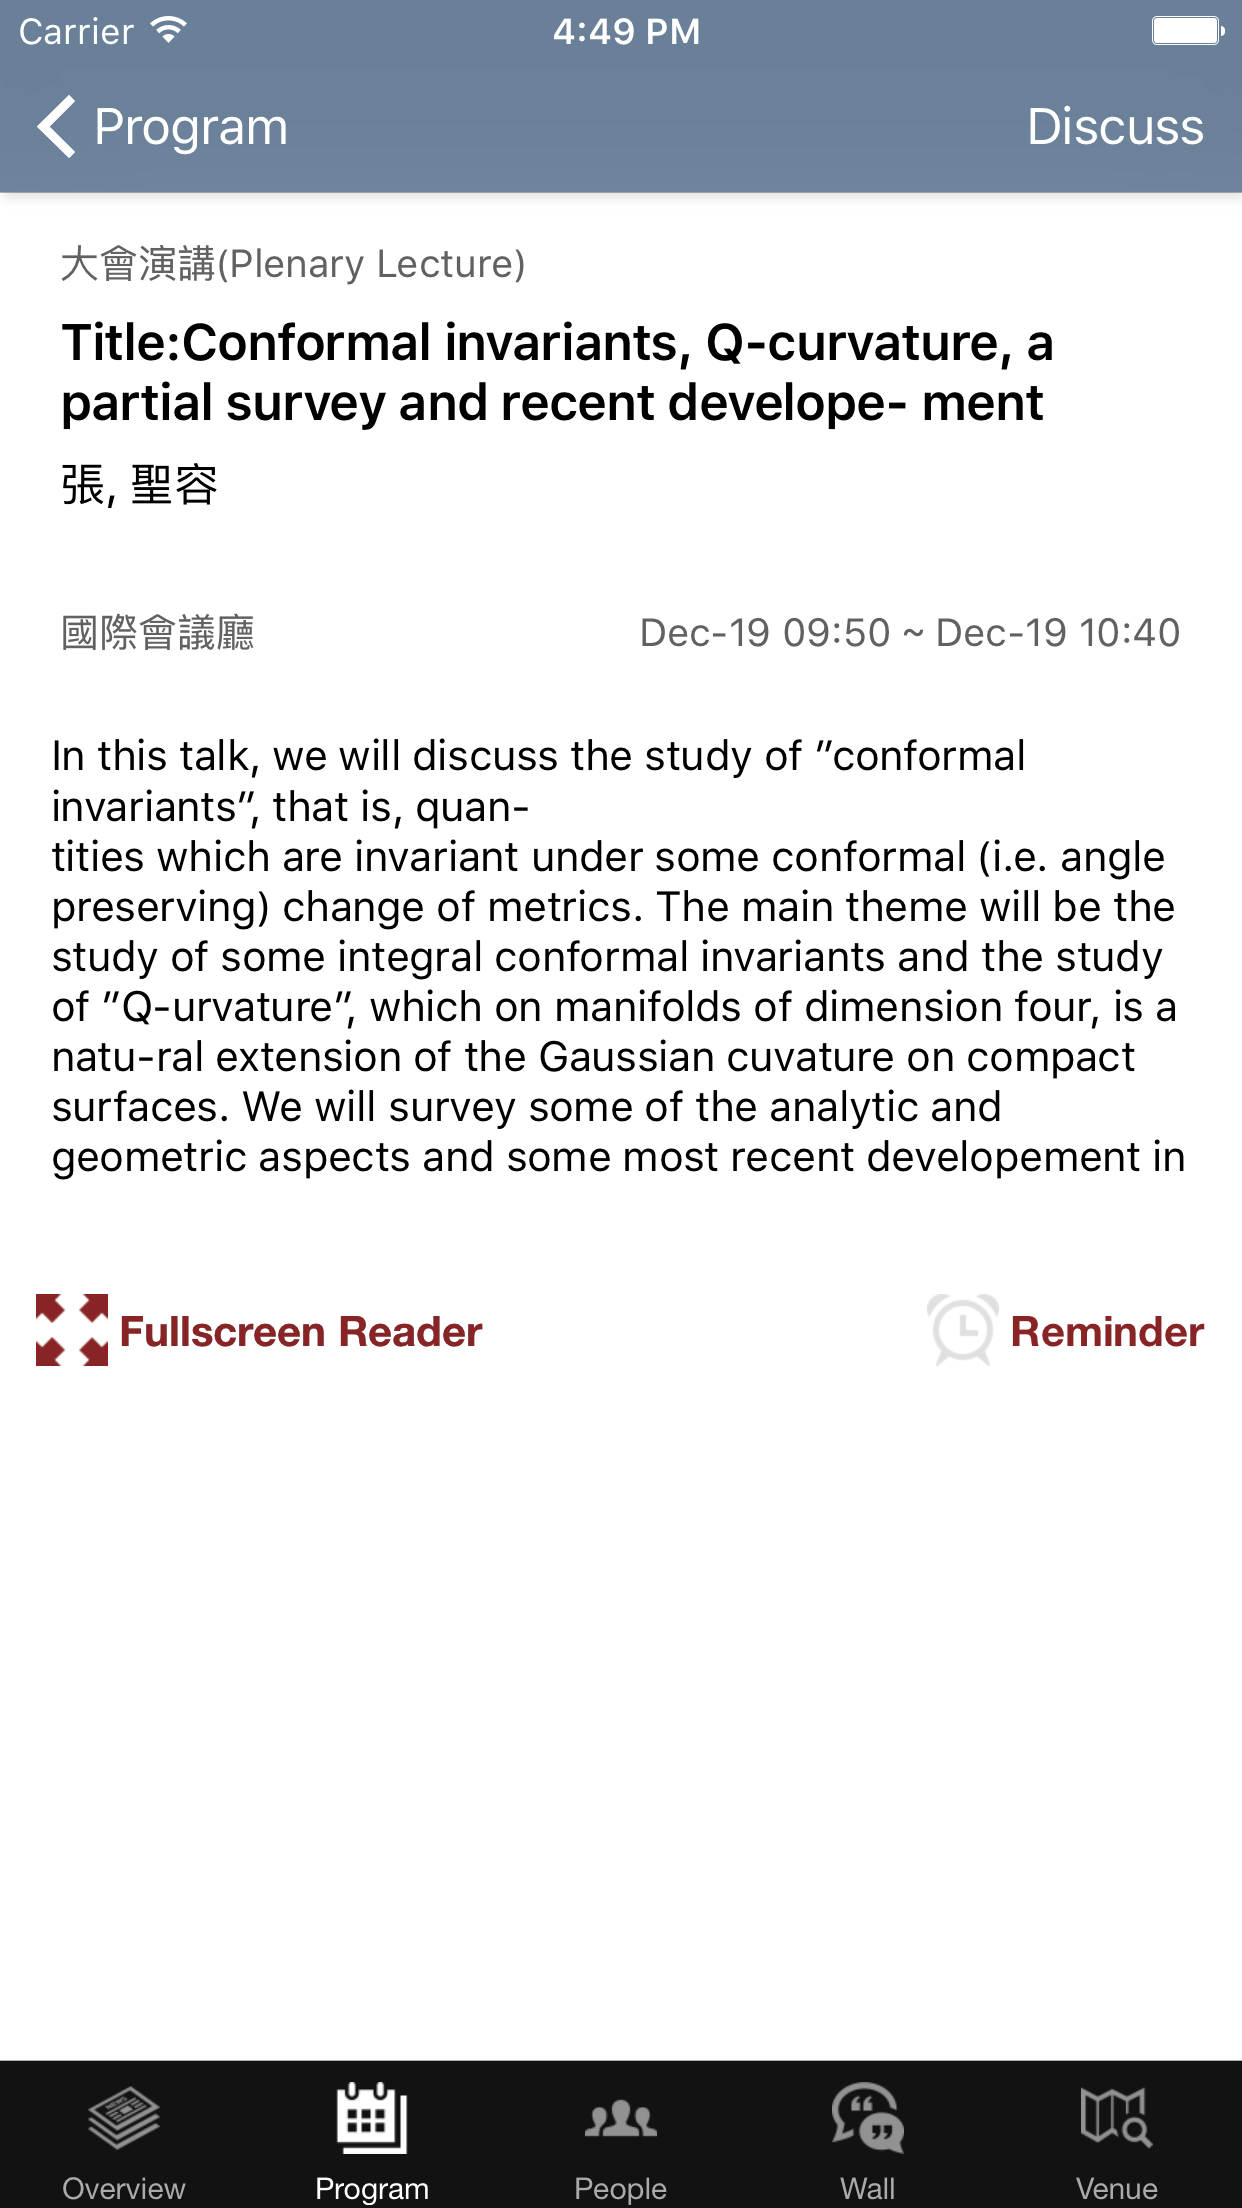 Carrier
4:49 PM
Program
Discuss
大會演講(Plenary Lecture)
Title:Conformal invariants, Q-curvature, a
partial survey and recent develope- ment
張, 聖容
國際會議廳
Dec-19 09:50 ~ Dec-19 10:40
In this talk, we will discuss the study of ”conformal
invariants”, that is, quan-
tities which are invariant under some conformal (i.e. angle
preserving) change of metrics. The main theme will be the
study of some integral conformal invariants and the study
of ”Q-urvature”, which on manifolds of dimension four, is a
natu-ral extension of the Gaussian cuvature on compact
surfaces. We will survey some of the analytic and
geometric aspects and some most recent developement in
Fullscreen Reader
Reminder
NEWS
Overview
Program
People
Wall
Venue